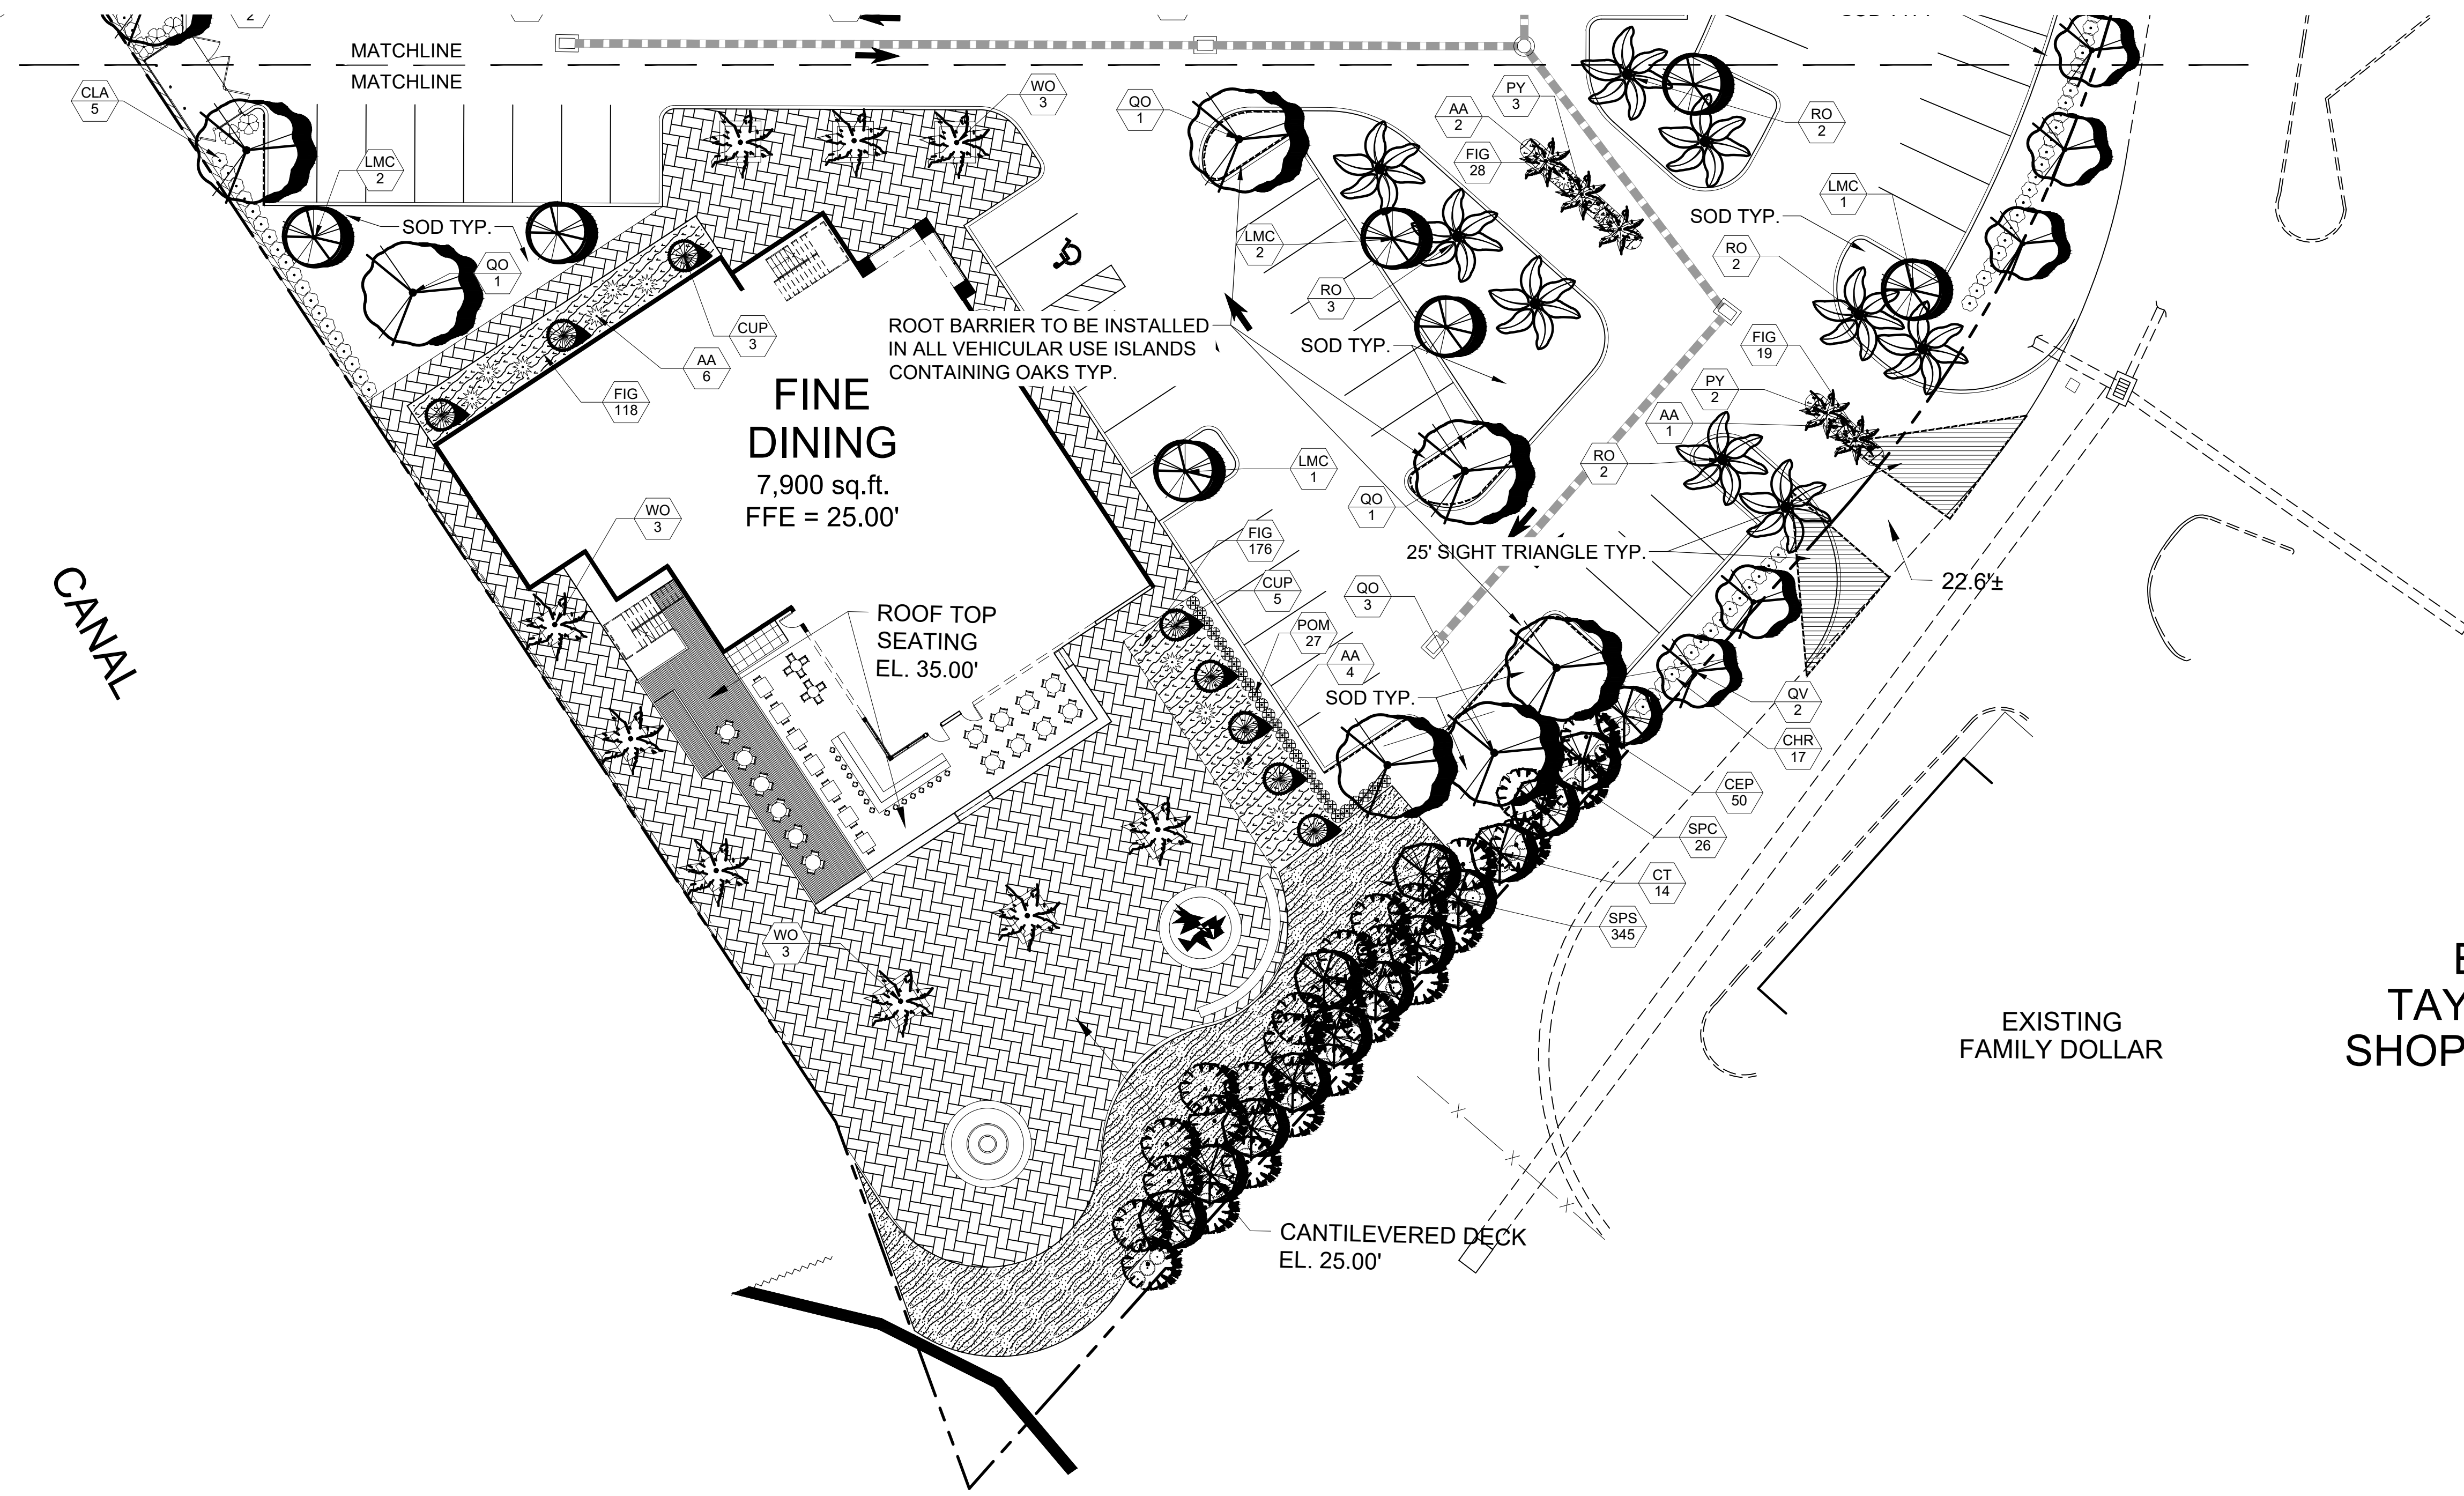 2
MATCHLINE
MATCHLINE
CLA
5
LMC
2
SOD TYP.
QO
1
WO
3
QO
1
AA
2
PY
3
FIG
28
RO
2
LMC
1
SOD TYP.
RO
2
LMC
2
RO
3
SOD TYP.
ROOT BARRIER TO BE INSTALLED
IN ALL VEHICULAR USE ISLANDS
CONTAINING OAKS TYP.
CUP
3
AA
6
FIG
118
FINE
DINING
7,900 sq.ft.
FFE = 25.00'
FIG
19
PY
2
AA
1
RO
2
LMC
1
QO
1
WO
3
FIG
176
25' SIGHT TRIANGLE TYP.
22.6'±
CUP
5
QO
3
POM
27
AA
4
SOD TYP.
CANAL
ROOF TOP
SEATING
EL. 35.00'
QV
2
CHR
17
CEP
50
SPC
26
CT
14
SPS
345
WO
3
EXISTING
FAMILY DOLLAR
TAY
SHOP
X
X
X
CANTILEVERED DECK
EL. 25.00'